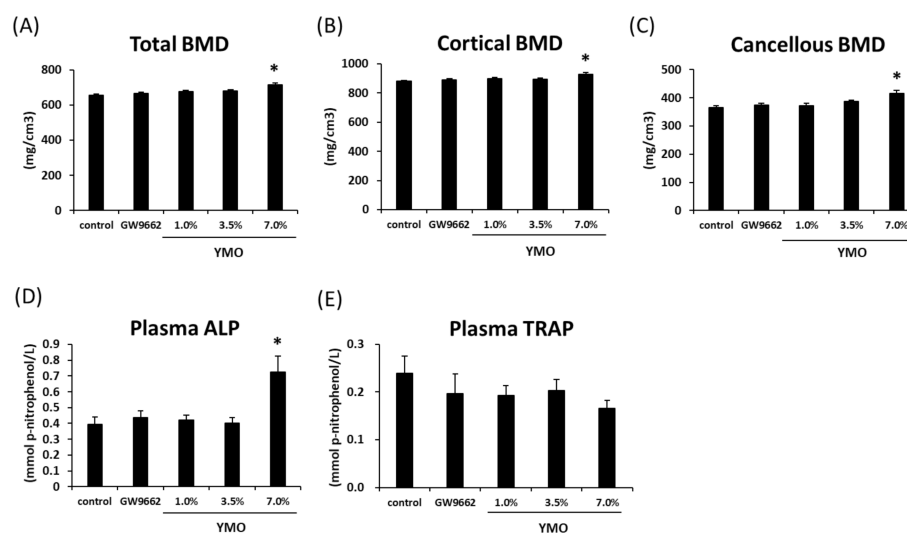 (A)
Total BMD
(mg/cm3)
800
600
400
200
0
*
control GW9662 1.0% 3.5% 7.0%
YMO
(B)
Cortical BMD
(mg/cm3)
1000
800
600
400
200
0
*
control GW9662 1.0% 3.5% 7.0%
YMO
(C)
Cancellous BMD
(mg/cm3)
500
400
300
200
100
0
*
control GW9662 1.0% 3.5% 7.0%
YMO
(D)
Plasma ALP
(mmol p-nitrophenol/L)
0.9
0.8
0.7
0.6
0.5
0.4
0.3
0.2
0.1
0
*
control GW9662 1.0% 3.5% 7.0%
YMO
(E)
Plasma TRAP
(mmol p-nitrophenol/L)
0.3
0.2
0.1
0.0
control GW9662 1.0% 3.5% 7.0%
YMO